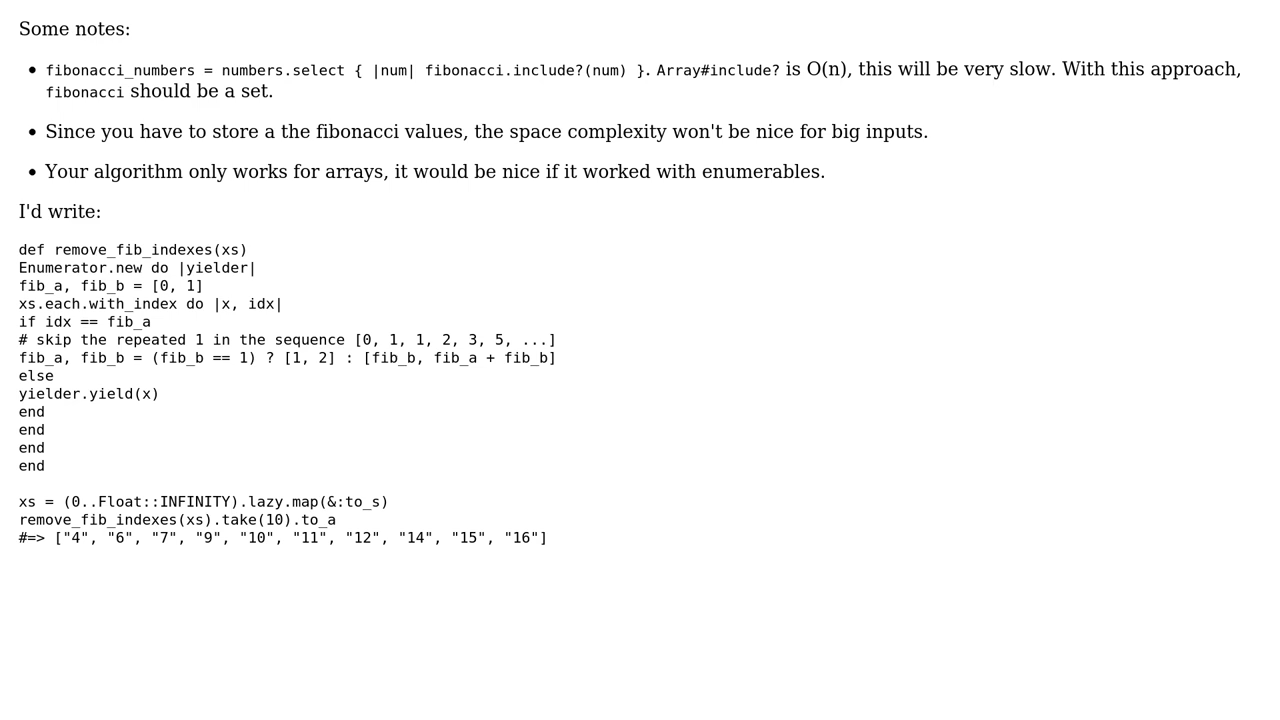 Some notes:
fibonacci_numbers = numbers.select { |num| fibonacci.include?(num) }. Array#include? is O(n), this will be very slow. With this approach,
fibonacci should be a set.
Since you have to store a the fibonacci values, the space complexity won't be nice for big inputs.
Your algorithm only works for arrays, it would be nice if it worked with enumerables.
I'd write:
def remove_fib_indexes(xs)
Enumerator.new do |yielder|
fib_a, fib_b = [0, 1]
xs.each.with_index do |x, idx|
if idx == fib_a
# skip the repeated 1 in the sequence [0, 1, 1, 2, 3, 5, ...]
fib_a, fib_b = (fib_b == 1) ? [1, 2] : [fib_b, fib_a + fib_b]
else
yielder.yield(x)
end
end
end
end
xs = (0..Float::INFINITY).lazy.map(&:to_s)
remove_fib_indexes(xs).take(10).to_a
#=> ["4", "6", "7", "9", "10", "11", "12", "14", "15", "16"]